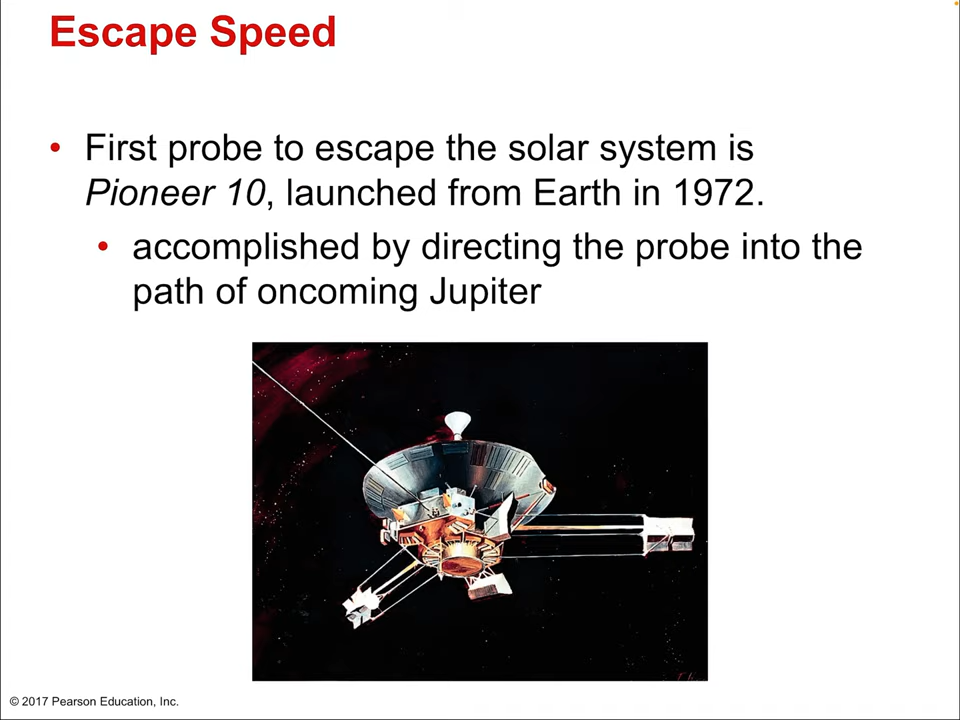 Escape Speed
• First probe to escape the solar system is
Pioneer 10, launched from Earth in 1972.
• accomplished by directing the probe into the
path of oncoming Jupiter
© 2017 Pearson Education, Inc.